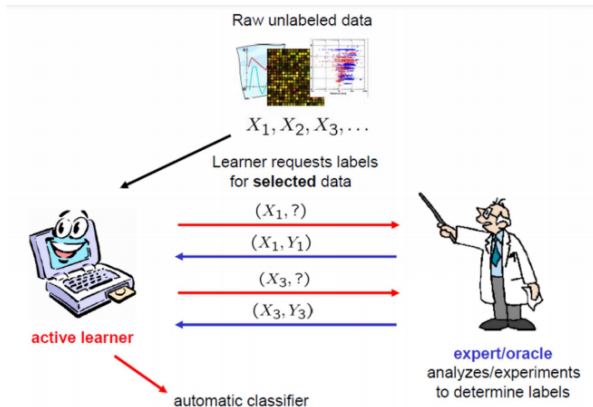 Raw unlabeled data
X₁, X₂, X₃, . . .
Learner requests labels
for selected data
(X₁, ?)
(X₁, Y₁)
(X₃, ?)
(X₃, Y₃)
active learner
expert/oracle
analyzes/experiments
to determine labels
automatic classifier